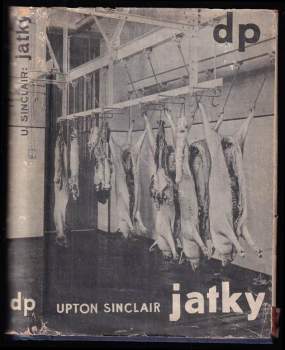 U. SINCLAIR: jatky
dp
dp UPTON SINCLAIR jatky